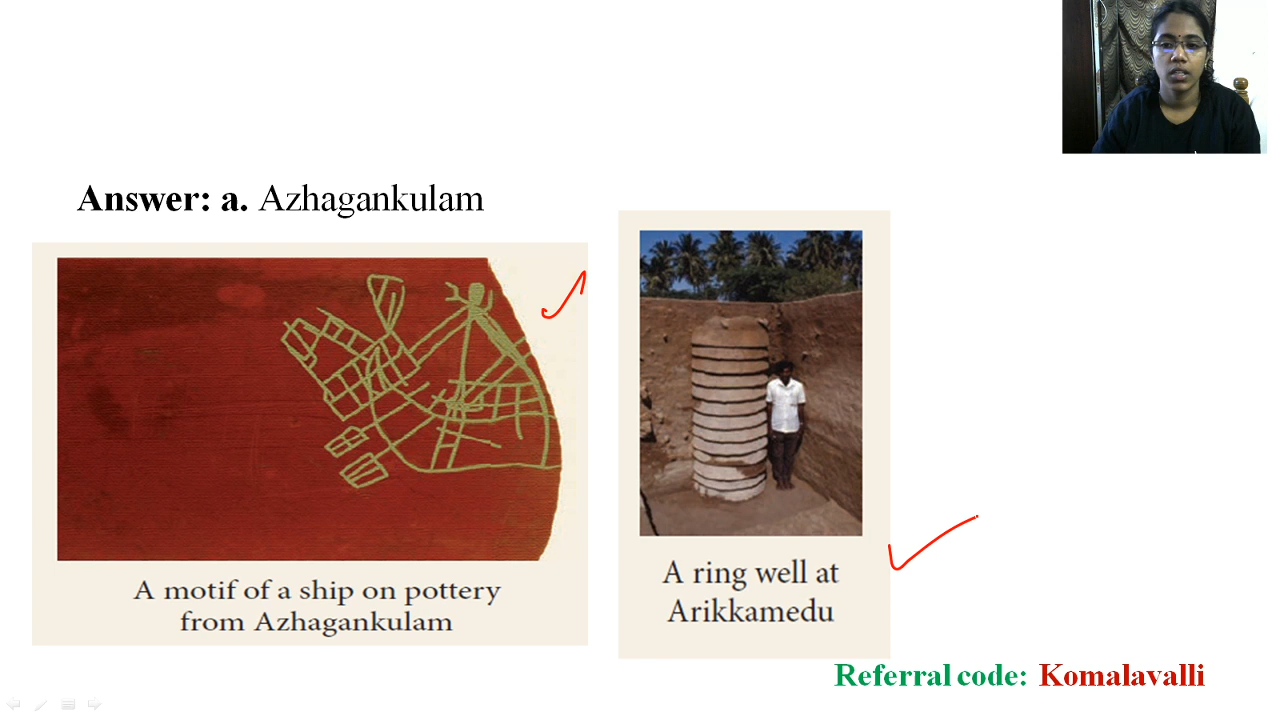 Answer: a. Azhagankulam
A motif of a ship on pottery
from Azhagankulam
A ring well at
Arikkamedu
Referral code: Komalavalli